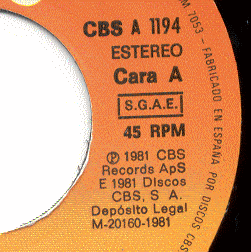 CBS A 1194
ESTEREO
Cara A
S.G.A.E.
45 RPM
Ⓟ 1981 CBS
Records ApS
E 1981 Discos
CBS, S A.
Depósito Legal
M-20160-1981
M 7053 - FABRICADO EN ESPAÑA POR DISCOS CBS